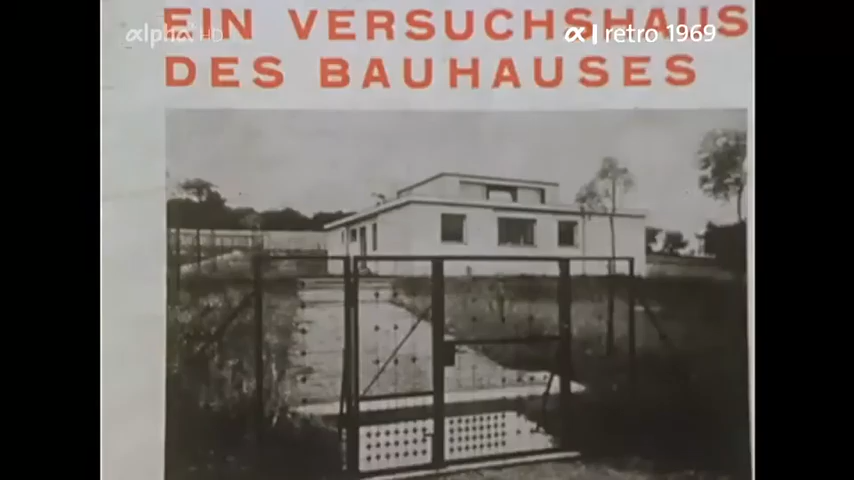 EIN VERSUCHSHAUS
DES BAUHAUSES
alpha HD
α | retro 1969